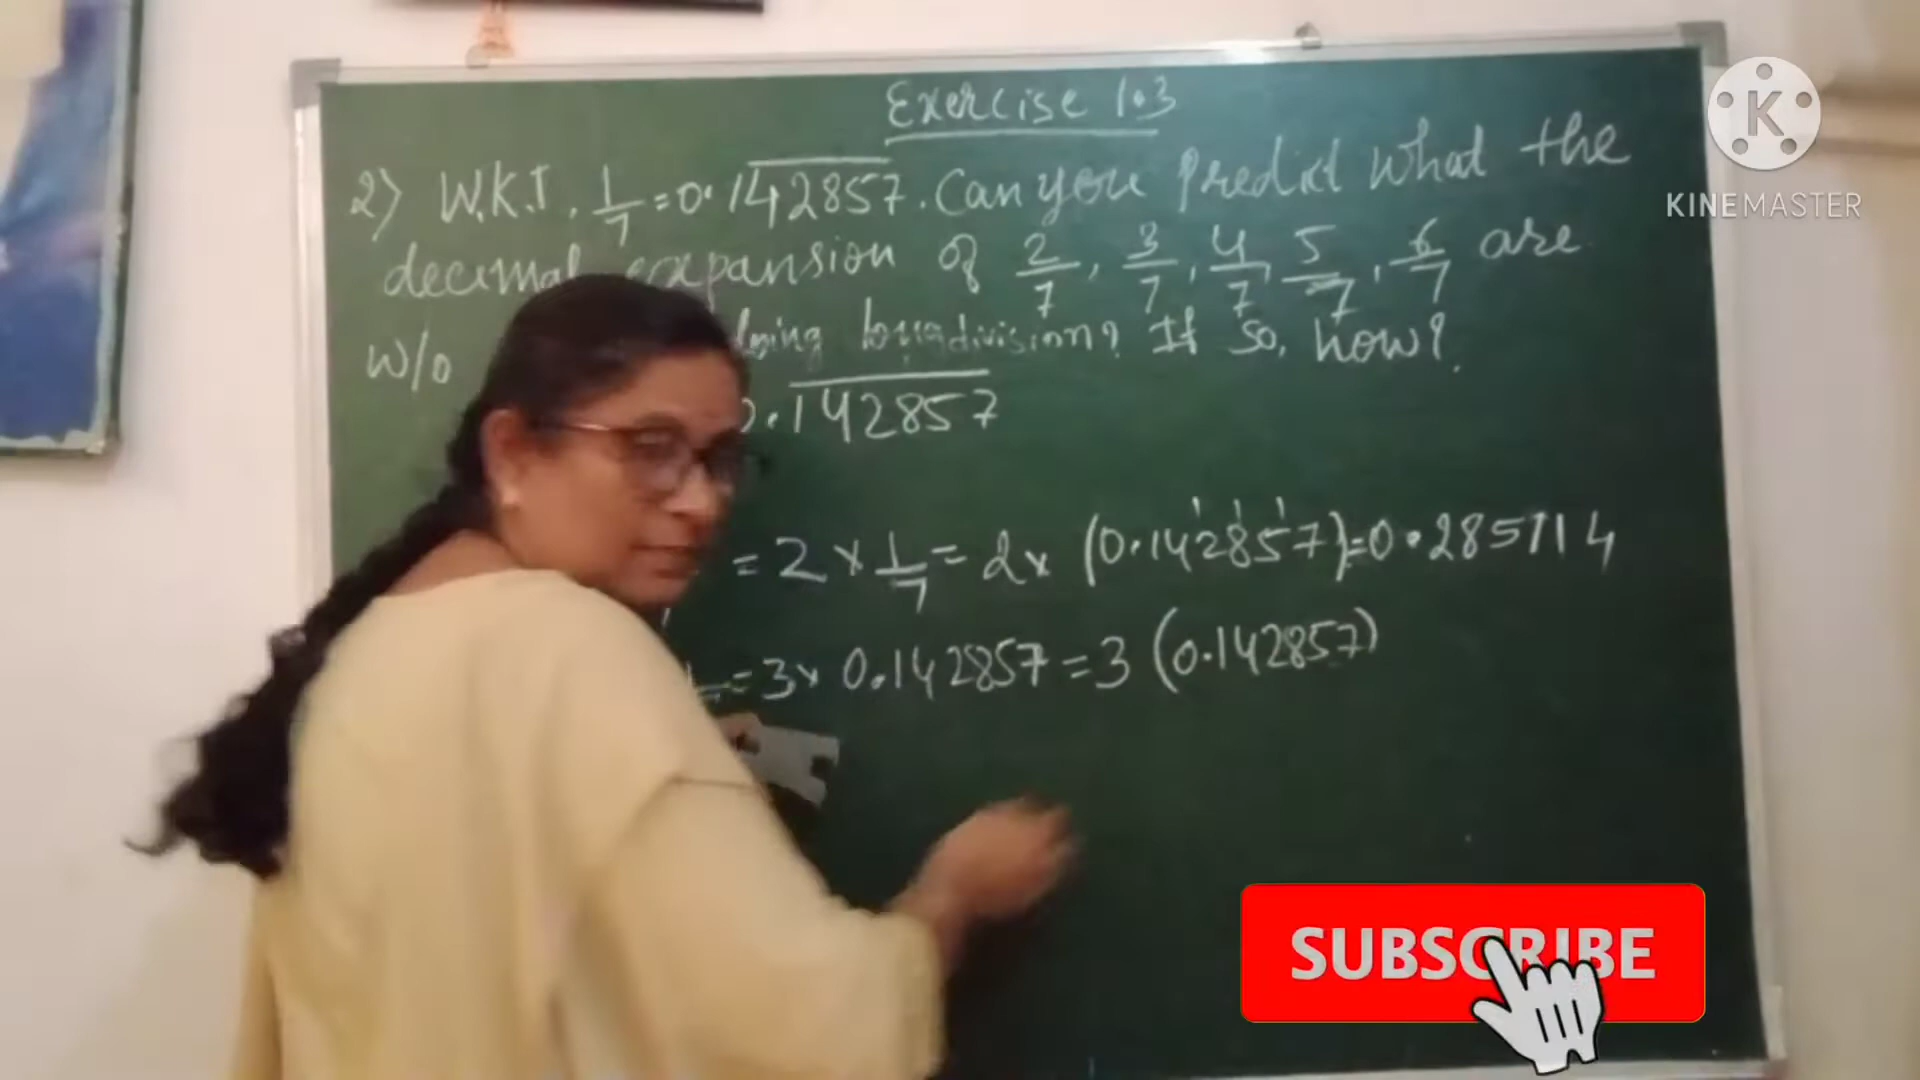 Exercise 1.3
2) W.K.T. 1/7 = 0.142857. Can you predict what the
decimal expansion of 2/7, 3/7, 4/7, 5/7, 6/7 are
w/o doing long division? If so, how?
0.142857
= 2 × 1/7 = 2 × (0.142857) = 0.285714
= 3 × 0.142857 = 3 (0.142857)
K
KINEMASTER
SUBSCRIBE